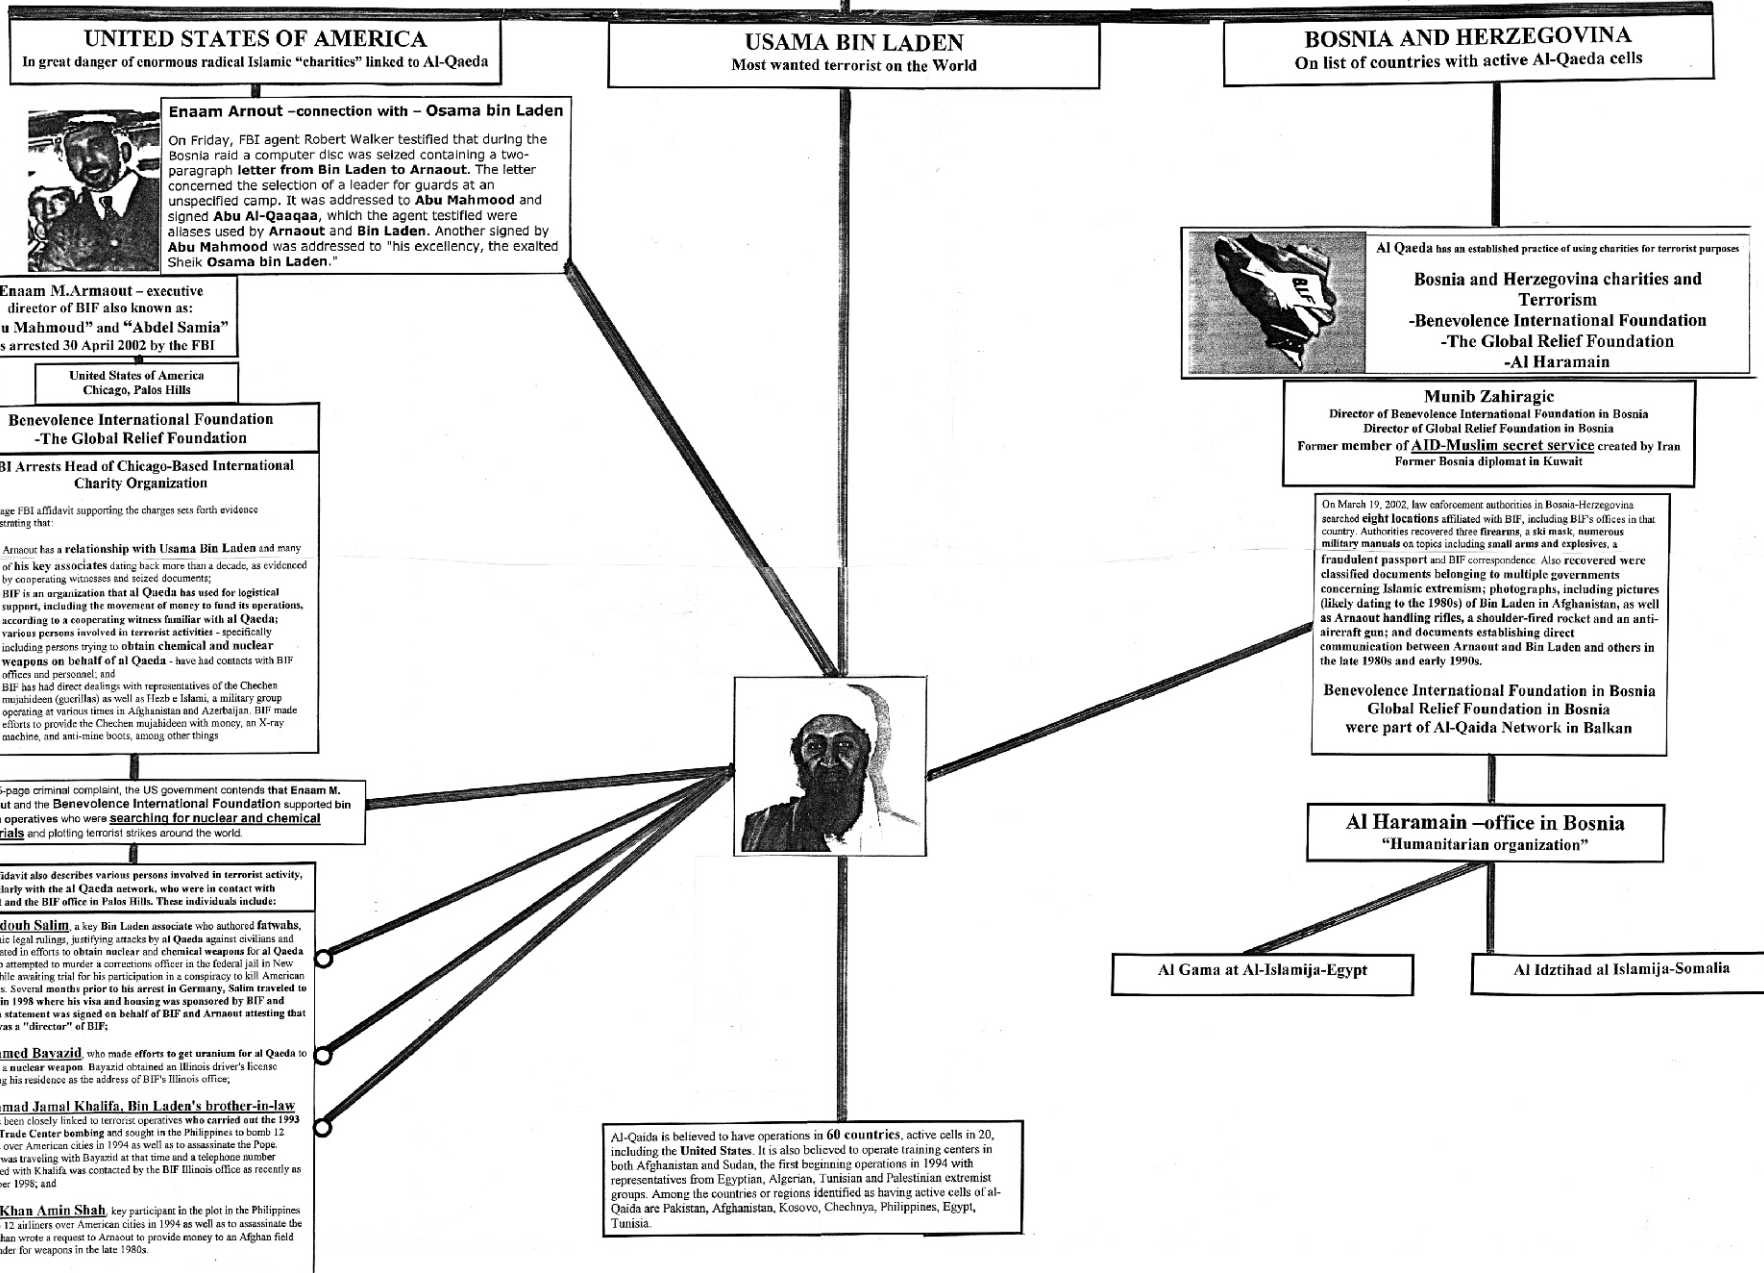 UNITED STATES OF AMERICA
In great danger of enormous radical Islamic “charities” linked to Al-Qaeda
USAMA BIN LADEN
Most wanted terrorist on the World
BOSNIA AND HERZEGOVINA
On list of countries with active Al-Qaeda cells
Enaam Arnout –connection with – Osama bin Laden
On Friday, FBI agent Robert Walker testified that during the
Bosnia raid a computer disc was seized containing a two-
paragraph letter from Bin Laden to Arnaout. The letter
concerned the selection of a leader for guards at an
unspecified camp. It was addressed to Abu Mahmood and
signed Abu Al-Qaaqaa, which the agent testified were
aliases used by Arnaout and Bin Laden. Another signed by
Abu Mahmood was addressed to "his excellency, the exalted
Sheik Osama bin Laden."
Enaam M.Armaout – executive
director of BIF also known as:
u Mahmoud” and “Abdel Samia”
s arrested 30 April 2002 by the FBI
United States of America
Chicago, Palos Hills
Benevolence International Foundation
-The Global Relief Foundation
BI Arrests Head of Chicago-Based International
Charity Organization
age FBI affidavit supporting the charges sets forth evidence
strating that:
Arnaout has a relationship with Usama Bin Laden and many
of his key associates dating back more than a decade, as evidenced
by cooperating witnesses and seized documents;
BIF is an organization that al Qaeda has used for logistical
support, including the movement of money to fund its operations,
according to a cooperating witness familiar with al Qaeda;
various persons involved in terrorist activities - specifically
including persons trying to obtain chemical and nuclear
weapons on behalf of al Qaeda - have had contacts with BIF
offices and personnel; and
BIF has had direct dealings with representatives of the Chechen
mujahideen (guerillas) as well as Hezb e Islami, a military group
operating at various times in Afghanistan and Azerbaijan. BIF made
efforts to provide the Chechen mujahideen with money, an X-ray
machine, and anti-mine boots, among other things
5-page criminal complaint, the US government contends that Enaam M.
ut and the Benevolence International Foundation supported bin
n operatives who were searching for nuclear and chemical
rials and plotting terrorist strikes around the world.
fidavit also describes various persons involved in terrorist activity,
larly with the al Qaeda network, who were in contact with
t and the BIF office in Palos Hills. These individuals include:
douh Salim, a key Bin Laden associate who authored fatwahs,
ic legal rulings, justifying attacks by al Qaeda against civilians and
ated in efforts to obtain nuclear and chemical weapons for al Qaeda
o attempted to murder a corrections officer in the federal jail in New
hile awaiting trial for his participation in a conspiracy to kill American
s. Several months prior to his arrest in Germany, Salim traveled to
in 1998 where his visa and housing was sponsored by BIF and
a statement was signed on behalf of BIF and Arnaout attesting that
was a "director" of BIF;
med Bayazid, who made efforts to get uranium for al Qaeda to
a nuclear weapon. Bayazid obtained an Illinois driver's license
ng his residence as the address of BIF's Illinois office;
mad Jamal Khalifa, Bin Laden's brother-in-law
been closely linked to terrorist operatives who carried out the 1993
Trade Center bombing and sought in the Philippines to bomb 12
over American cities in 1994 as well as to assassinate the Pope.
was traveling with Bayazid at that time and a telephone number
ed with Khalifa was contacted by the BIF Illinois office as recently as
ber 1998; and
Khan Amin Shah, key participant in the plot in the Philippines
12 airliners over American cities in 1994 as well as to assassinate the
han wrote a request to Arnaout to provide money to an Afghan field
nder for weapons in the late 1980s.
Al-Qaida is believed to have operations in 60 countries, active cells in 20,
including the United States. It is also believed to operate training centers in
both Afghanistan and Sudan, the first beginning operations in 1994 with
representatives from Egyptian, Algerian, Tunisian and Palestinian extremist
groups. Among the countries or regions identified as having active cells of al-
Qaida are Pakistan, Afghanistan, Kosovo, Chechnya, Philippines, Egypt,
Tunisia.
BIF
Al Qaeda has an established practice of using charities for terrorist purposes
Bosnia and Herzegovina charities and
Terrorism
-Benevolence International Foundation
-The Global Relief Foundation
-Al Haramain
Munib Zahiragic
Director of Benevolence International Foundation in Bosnia
Director of Global Relief Foundation in Bosnia
Former member of AID-Muslim secret service created by Iran
Former Bosnia diplomat in Kuwait
On March 19, 2002, law enforcement authorities in Bosnia-Herzegovina
searched eight locations affiliated with BIF, including BIF's offices in that
country. Authorities recovered three firearms, a ski mask, numerous
military manuals on topics including small arms and explosives, a
fraudulent passport and BIF correspondence. Also recovered were
classified documents belonging to multiple governments
concerning Islamic extremism; photographs, including pictures
(likely dating to the 1980s) of Bin Laden in Afghanistan, as well
as Arnaout handling rifles, a shoulder-fired rocket and an anti-
aircraft gun; and documents establishing direct
communication between Arnaout and Bin Laden and others in
the late 1980s and early 1990s.
Benevolence International Foundation in Bosnia
Global Relief Foundation in Bosnia
were part of Al-Qaida Network in Balkan
Al Haramain –office in Bosnia
“Humanitarian organization”
Al Gama at Al-Islamija-Egypt
Al Idztihad al Islamija-Somalia